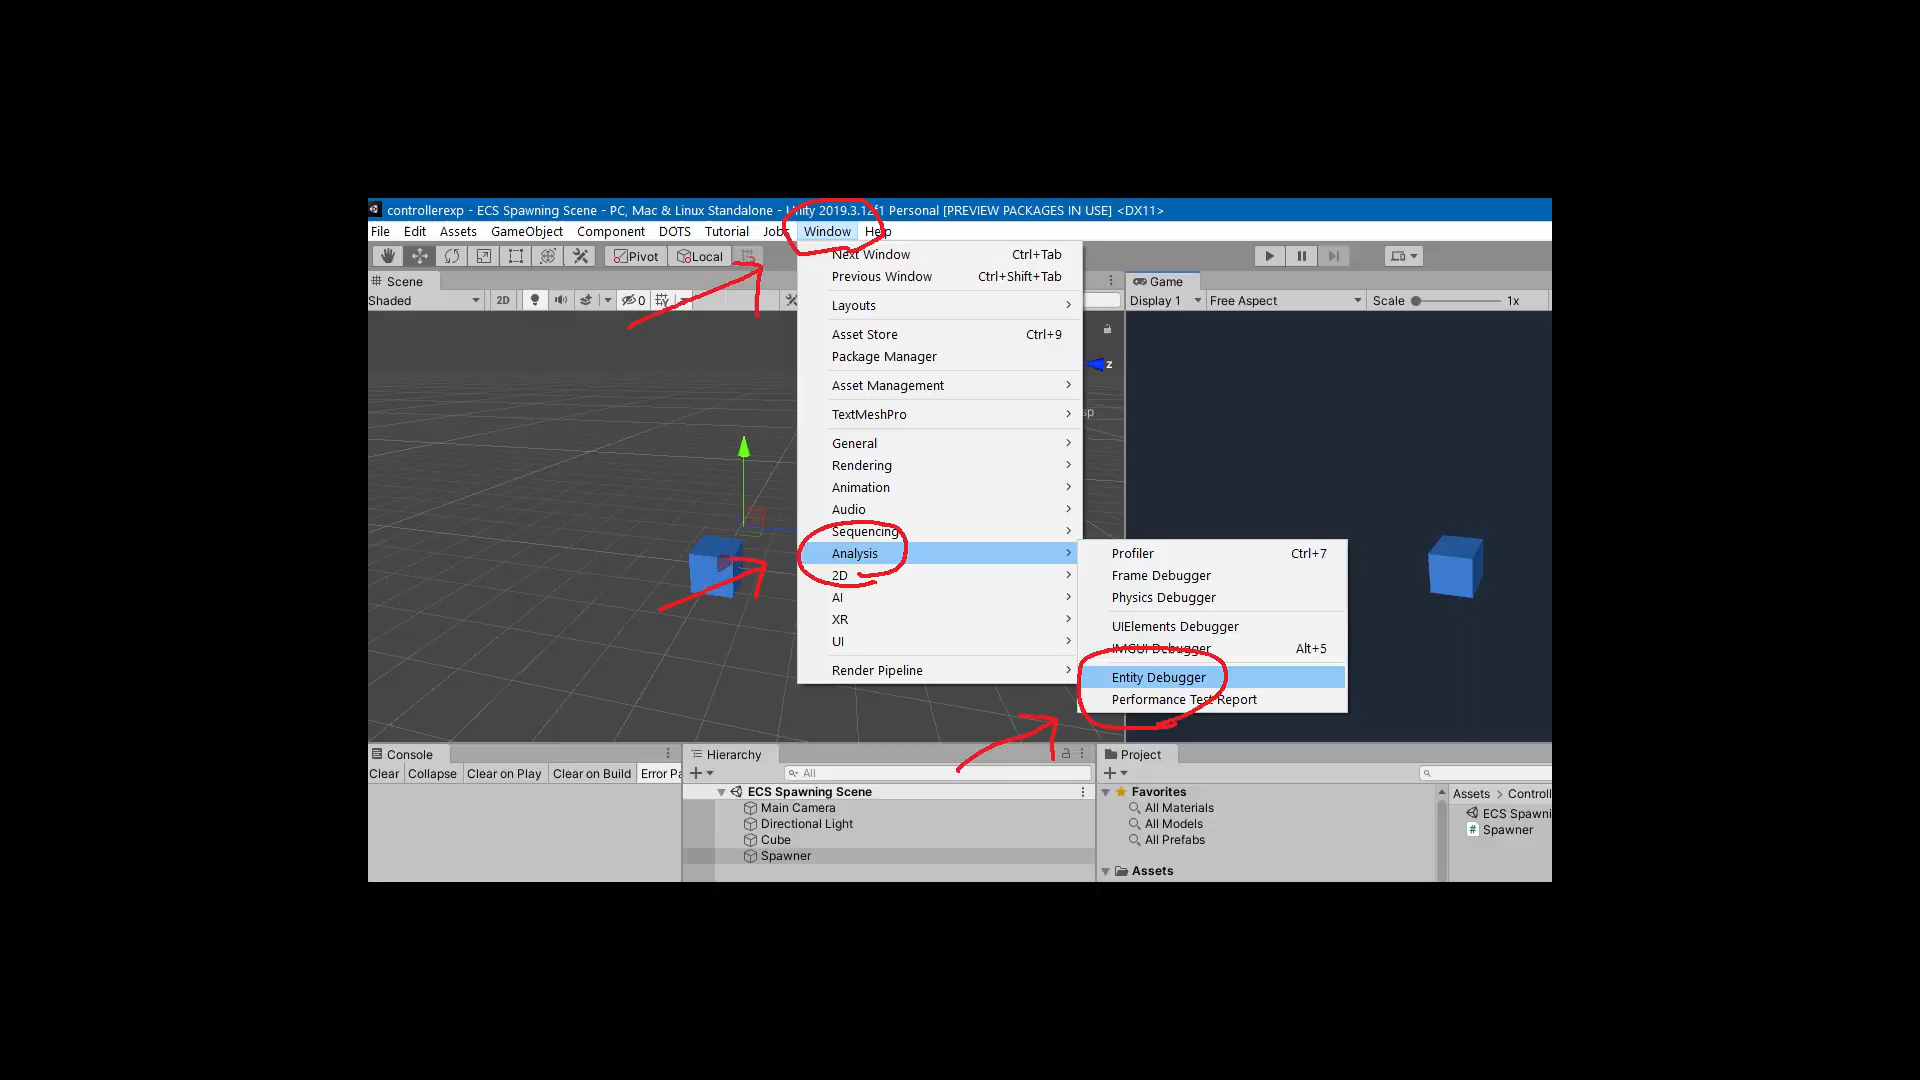 controllerexp - ECS Spawning Scene - PC, Mac & Linux Standalone - Unity 2019.3.12f1 Personal [PREVIEW PACKAGES IN USE] <DX11>
File Edit Assets GameObject Component DOTS Tutorial Window Help
Pivot Local
Scene
Shaded 2D 0
Next Window Ctrl+Tab
Previous Window Ctrl+Shift+Tab
Layouts
Asset Store Ctrl+9
Package Manager
Asset Management
TextMeshPro
General
Rendering
Animation
Audio
Sequencing
Analysis
2D
AI
XR
UI
Render Pipeline
Profiler Ctrl+7
Frame Debugger
Physics Debugger
UIElements Debugger
IMGUI Debugger Alt+5
Entity Debugger
Performance Test Report
z
Game
Display 1 Free Aspect Scale 1x
Console
Clear Collapse Clear on Play Clear on Build Error
Hierarchy
All
ECS Spawning Scene
Main Camera
Directional Light
Cube
Spawner
Project
Favorites
All Materials
All Models
All Prefabs
Assets
Assets > Controll
ECS Spawni
Spawner